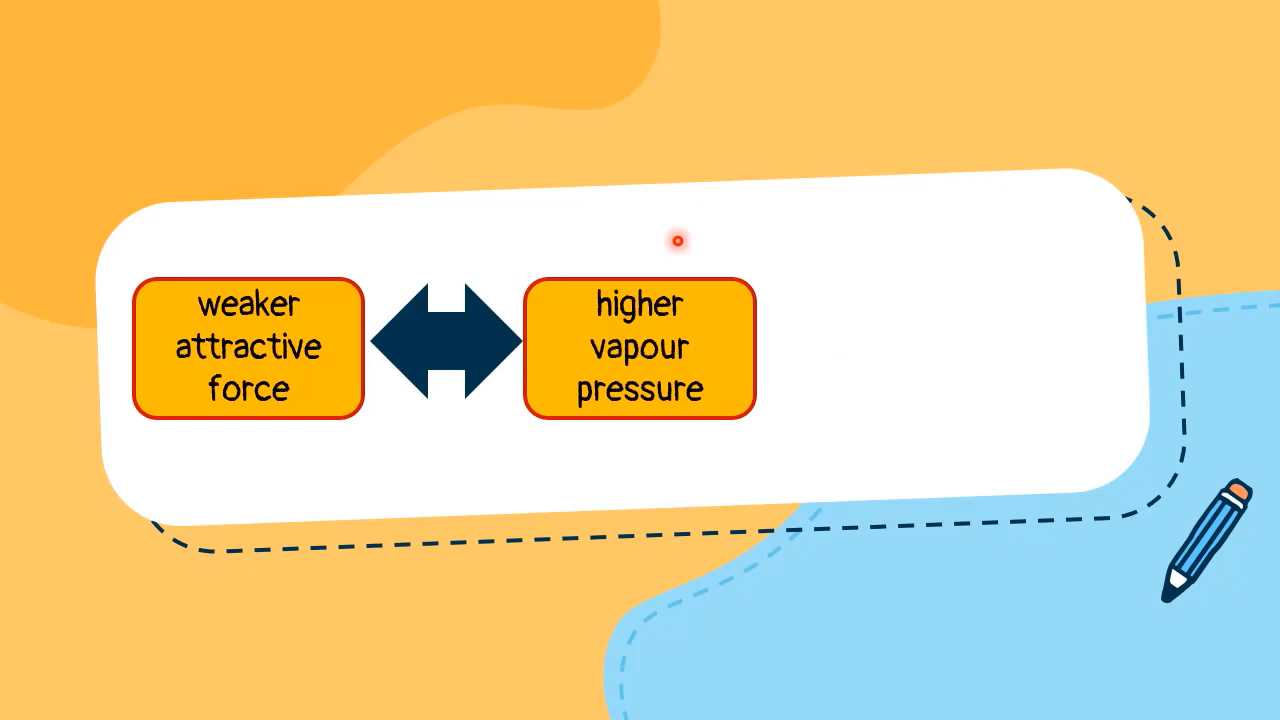 weaker
attractive
force
higher
vapour
pressure